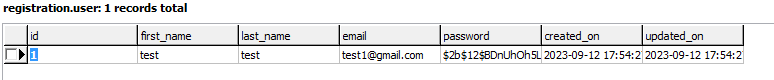 registration.user: 1 records total
id first_name last_name email password created_on updated_on
1 test test test1@gmail.com $2b$12$BDnUhOh5L 2023-09-12 17:54:2 2023-09-12 17:54:2